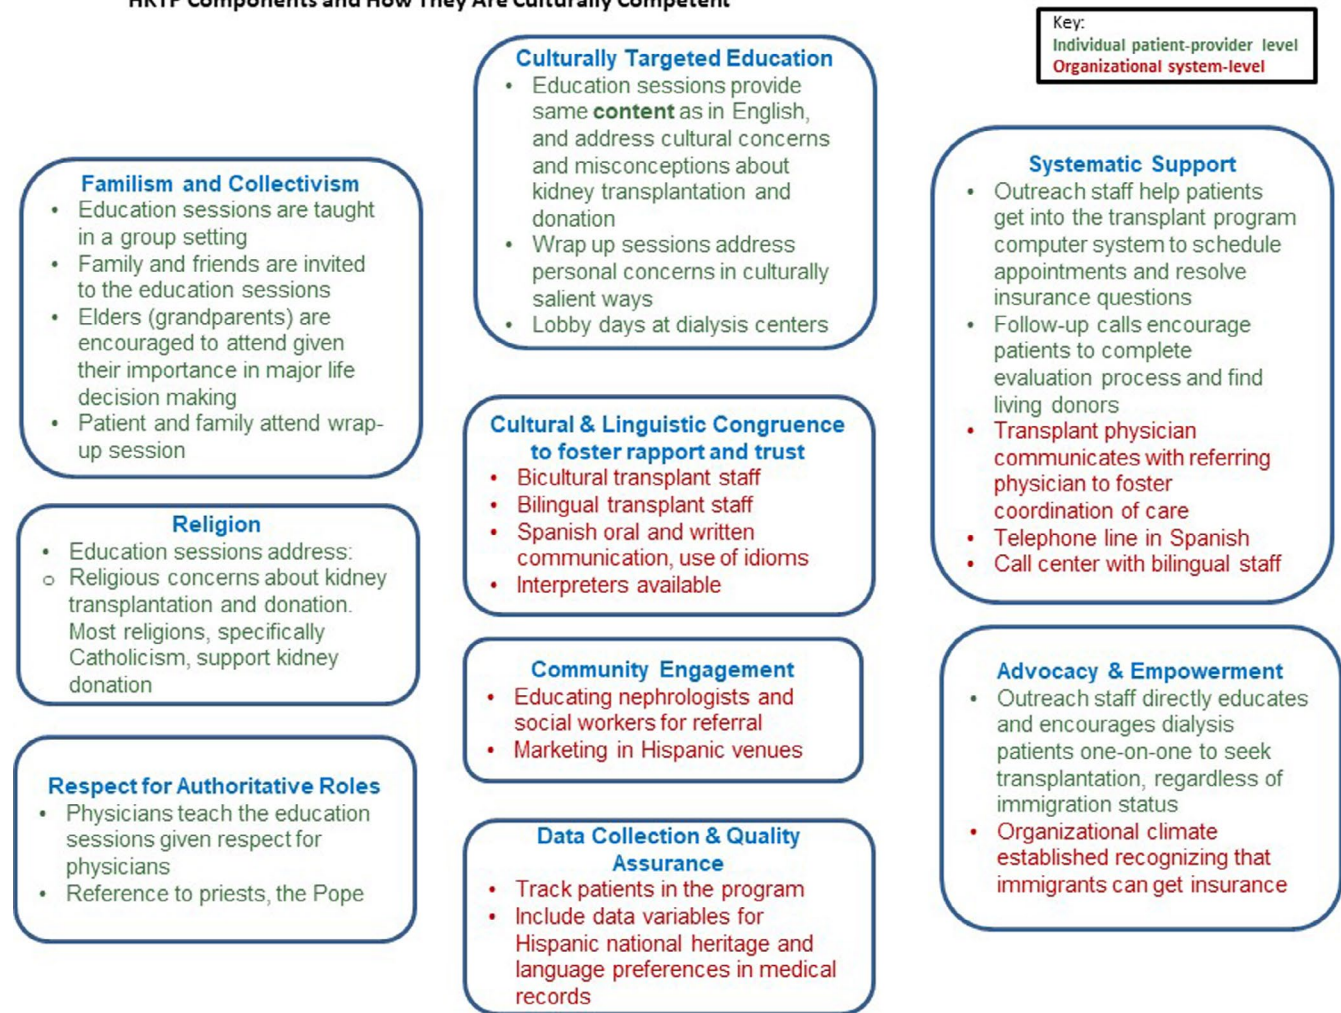 HKTP Components and How They Are Culturally Competent
Key:
Individual patient-provider level
Organizational system-level
Familism and Collectivism
• Education sessions are taught
in a group setting
• Family and friends are invited
to the education sessions
• Elders (grandparents) are
encouraged to attend given
their importance in major life
decision making
• Patient and family attend wrap-
up session
Religion
• Education sessions address:
o Religious concerns about kidney
transplantation and donation.
Most religions, specifically
Catholicism, support kidney
donation
Respect for Authoritative Roles
• Physicians teach the education
sessions given respect for
physicians
• Reference to priests, the Pope
Culturally Targeted Education
• Education sessions provide
same content as in English,
and address cultural concerns
and misconceptions about
kidney transplantation and
donation
• Wrap up sessions address
personal concerns in culturally
salient ways
• Lobby days at dialysis centers
Cultural & Linguistic Congruence
to foster rapport and trust
• Bicultural transplant staff
• Bilingual transplant staff
• Spanish oral and written
communication, use of idioms
• Interpreters available
Community Engagement
• Educating nephrologists and
social workers for referral
• Marketing in Hispanic venues
Data Collection & Quality
Assurance
• Track patients in the program
• Include data variables for
Hispanic national heritage and
language preferences in medical
records
Systematic Support
• Outreach staff help patients
get into the transplant program
computer system to schedule
appointments and resolve
insurance questions
• Follow-up calls encourage
patients to complete
evaluation process and find
living donors
• Transplant physician
communicates with referring
physician to foster
coordination of care
• Telephone line in Spanish
• Call center with bilingual staff
Advocacy & Empowerment
• Outreach staff directly educates
and encourages dialysis
patients one-on-one to seek
transplantation, regardless of
immigration status
• Organizational climate
established recognizing that
immigrants can get insurance